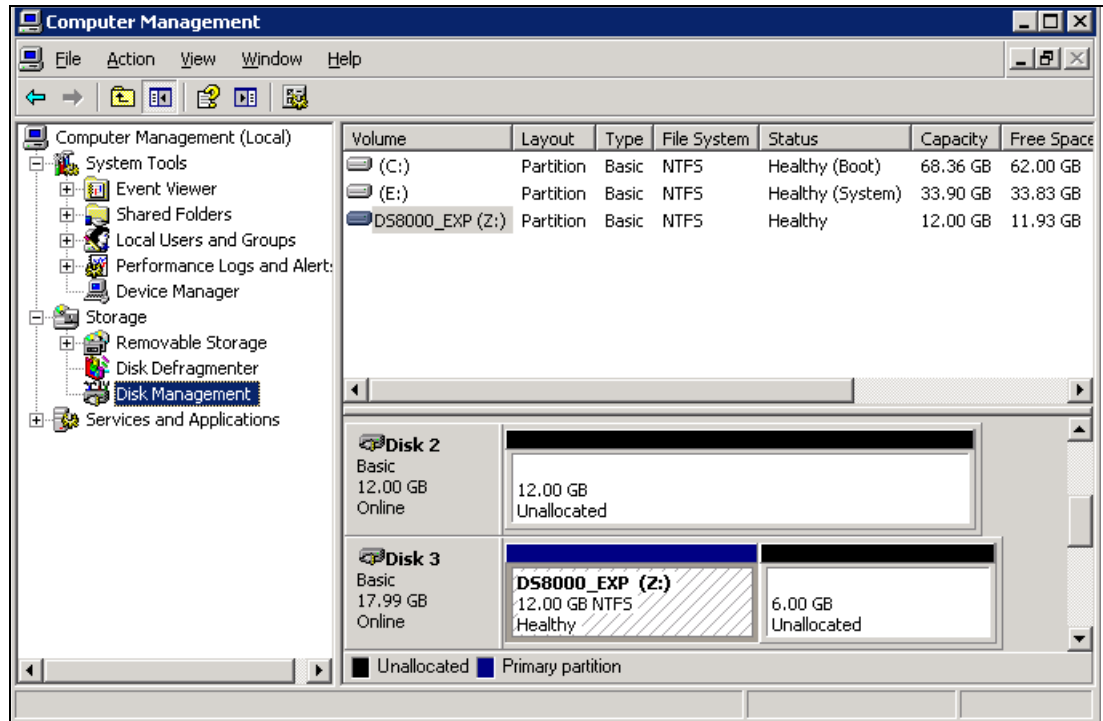 Computer Management
File Action View Window Help
Computer Management (Local)
System Tools
Event Viewer
Shared Folders
Local Users and Groups
Performance Logs and Alert
Device Manager
Storage
Removable Storage
Disk Defragmenter
Disk Management
Services and Applications
Volume Layout Type File System Status Capacity Free Space
(C:) Partition Basic NTFS Healthy (Boot) 68.36 GB 62.00 GB
(E:) Partition Basic NTFS Healthy (System) 33.90 GB 33.83 GB
DS8000_EXP (Z:) Partition Basic NTFS Healthy 12.00 GB 11.93 GB
Disk 2
Basic
12.00 GB
Online
12.00 GB
Unallocated
Disk 3
Basic
17.99 GB
Online
DS8000_EXP (Z:)
12.00 GB NTFS
Healthy
6.00 GB
Unallocated
Unallocated Primary partition